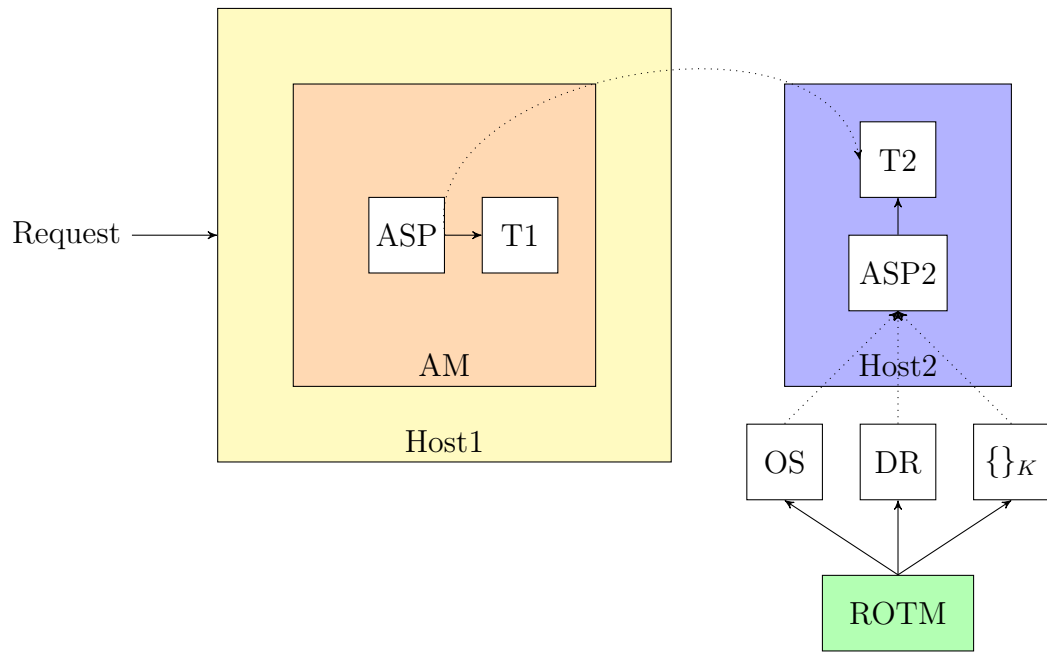 Request
ASP
T1
AM
Host1
T2
ASP2
Host2
OS
DR
{}K
ROTM